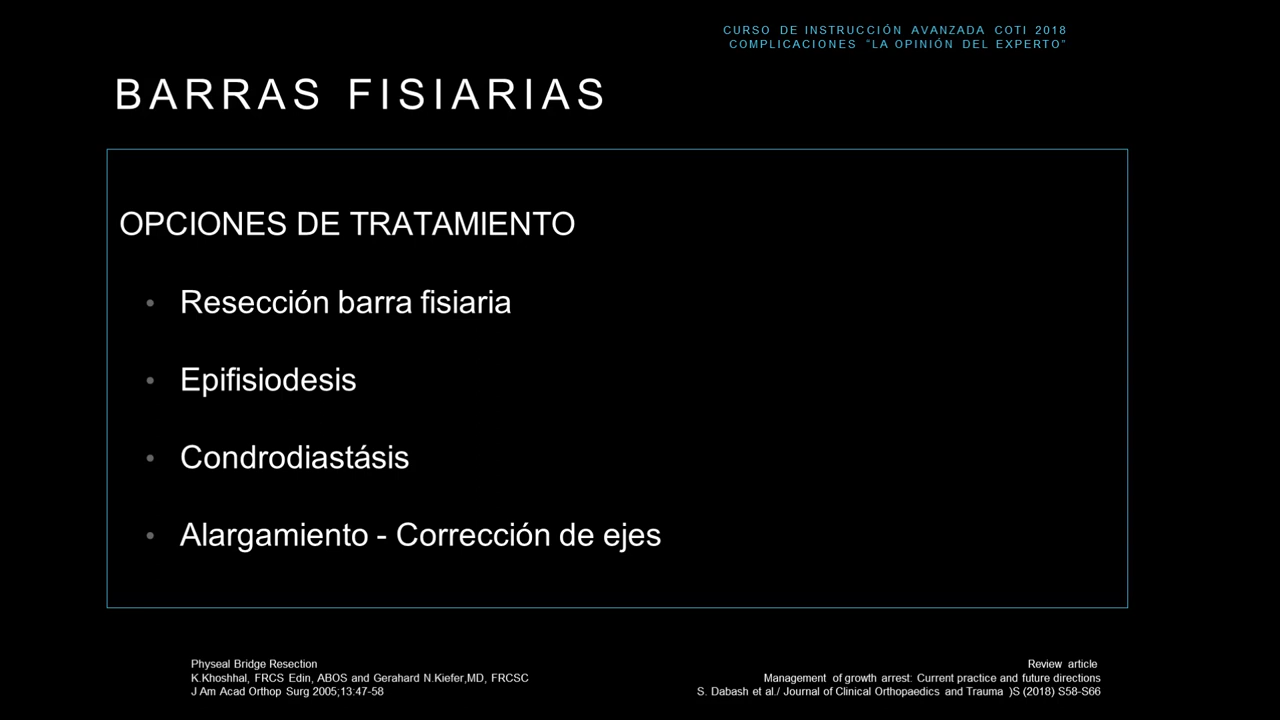 CURSO DE INSTRUCCIÓN AVANZADA COTI 2018
COMPLICACIONES “LA OPINIÓN DEL EXPERTO”
BARRAS FISIARIAS
OPCIONES DE TRATAMIENTO
• Resección barra fisiaria
• Epifisiodesis
• Condrodiastásis
• Alargamiento - Corrección de ejes
Physeal Bridge Resection
K.Khoshhal, FRCS Edin, ABOS and Gerahard N.Kiefer,MD, FRCSC
J Am Acad Orthop Surg 2005;13:47-58
Review article
Management of growth arrest: Current practice and future directions
S. Dabash et al./ Journal of Clinical Orthopaedics and Trauma )S (2018) S58-S66